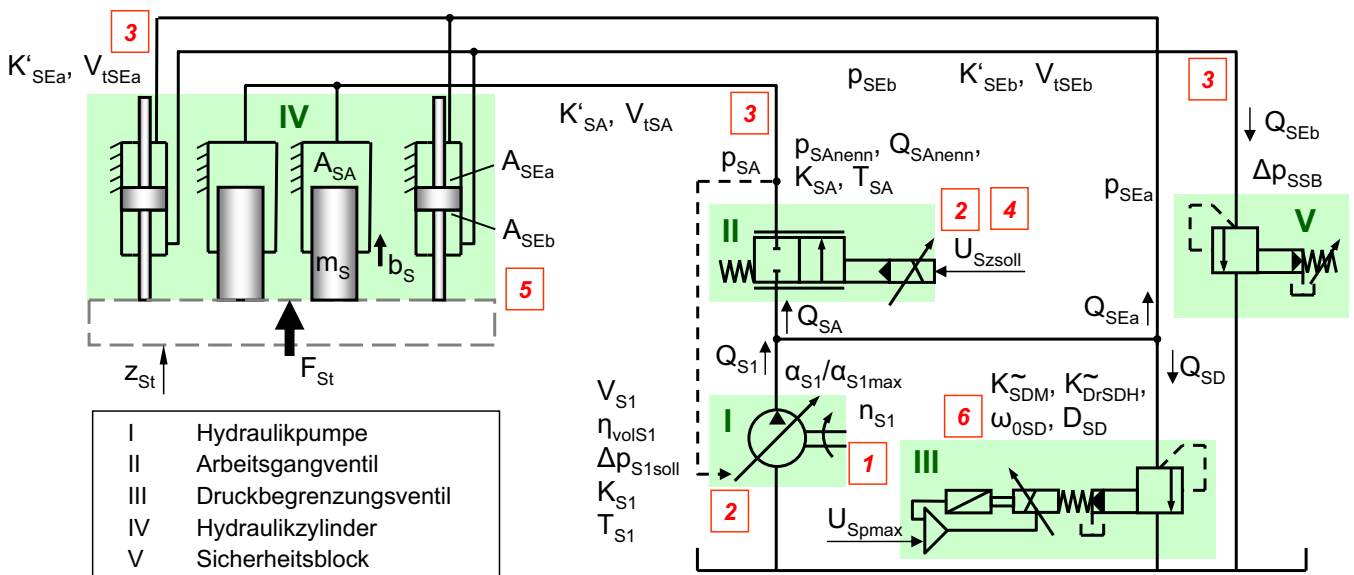 3
K'SEa, VtSEa
IV
ASA
ASEa
ASEb
mS
bS
5
zSt
FSt
K'SA, VtSA
3
pSEb
K'SEb, VtSEb
3
QSEb
ΔpSSB
V
pSA
pSAnenn, QSAnenn,
KSA, TSA
pSEa
II
2
4
USzsoll
QSA
QSEa
QS1
QSD
αS1/αS1max
nS1
VS1
ηvolS1
ΔpS1soll
KS1
TS1
I
1
2
K~SDM, K~DrSDH,
ω0SD, DSD
6
III
USpmax
I Hydraulikpumpe
II Arbeitsgangventil
III Druckbegrenzungsventil
IV Hydraulikzylinder
V Sicherheitsblock